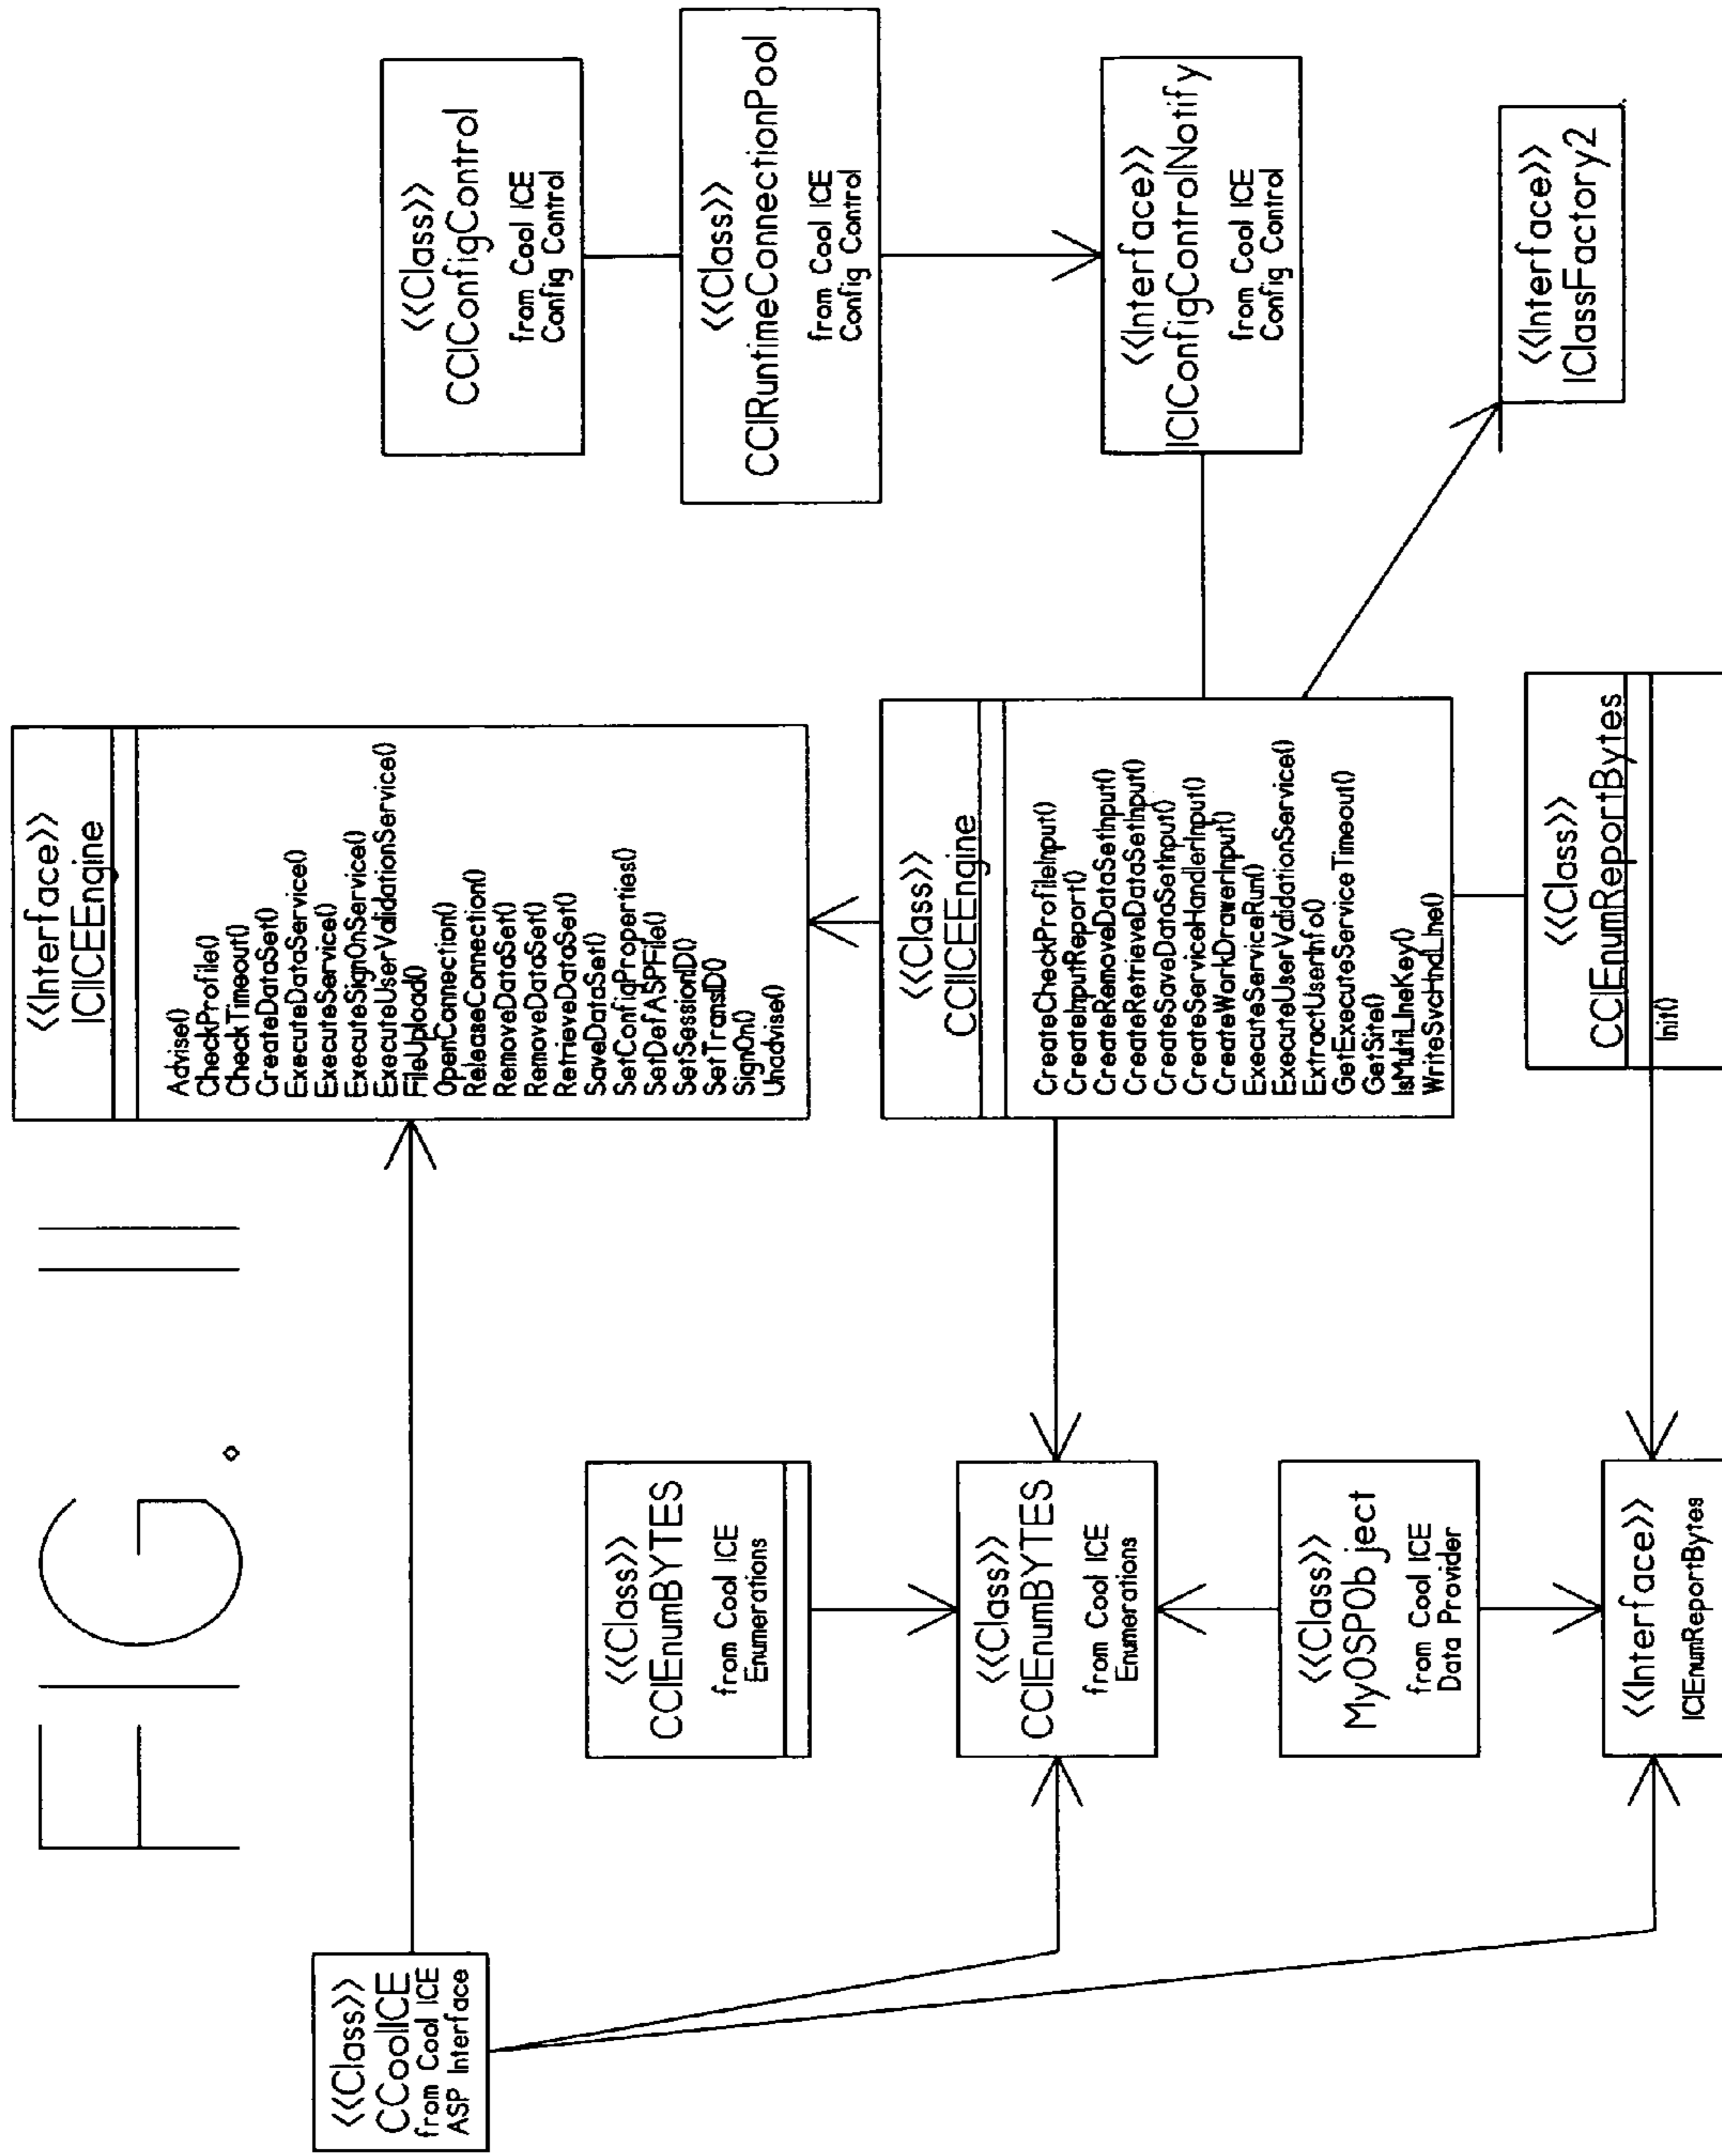 FIG. 11
<<Class>>
CCoolICE
from Cool ICE
ASP Interface
<<Interface>>
ICIICEEngine
Advise()
CheckProfile()
CheckTimeout()
CreateDataSet()
ExecuteDataService()
ExecuteService()
ExecuteSignOnService()
ExecuteUserValidationService()
FileUpload()
OpenConnection()
ReleaseConnection()
RemoveDataSet()
RemoveDataSet()
RetrieveDataSet()
SaveDataSet()
SetConfigProperties()
SetDefASPFile()
SetSessionID()
SetTransID()
SignOn()
Unadvise()
<<Class>>
CCIConfigControl
from Cool ICE
Config Control
<<Class>>
CCIRuntimeConnectionPool
from Cool ICE
Config Control
<<Class>>
CCIEnumBYTES
from Cool ICE
Enumerations
<<Class>>
CCIICEEngine
CreateCheckProfileInput()
CreateInputReport()
CreateRemoveDataSetInput()
CreateRetrieveDataSetInput()
CreateSaveDataSetInput()
CreateServiceHandlerInput()
CreateWorkDrawerInput()
ExecuteServiceRun()
ExecuteUserValidationService()
ExtractUserInfo()
GetExecuteServiceTimeout()
GetSite()
IsMultiLineKey()
WriteSvcHndLine()
<<Class>>
CCIEnumBYTES
from Cool ICE
Enumerations
<<Interface>>
ICIConfigControlNotify
from Cool ICE
Config Control
<<Class>>
MyOSPObject
from Cool ICE
Data Provider
<<Interface>>
IClassFactory2
<<Class>>
CCIEnumReportBytes
Init()
<<Interface>>
ICIEnumReportBytes